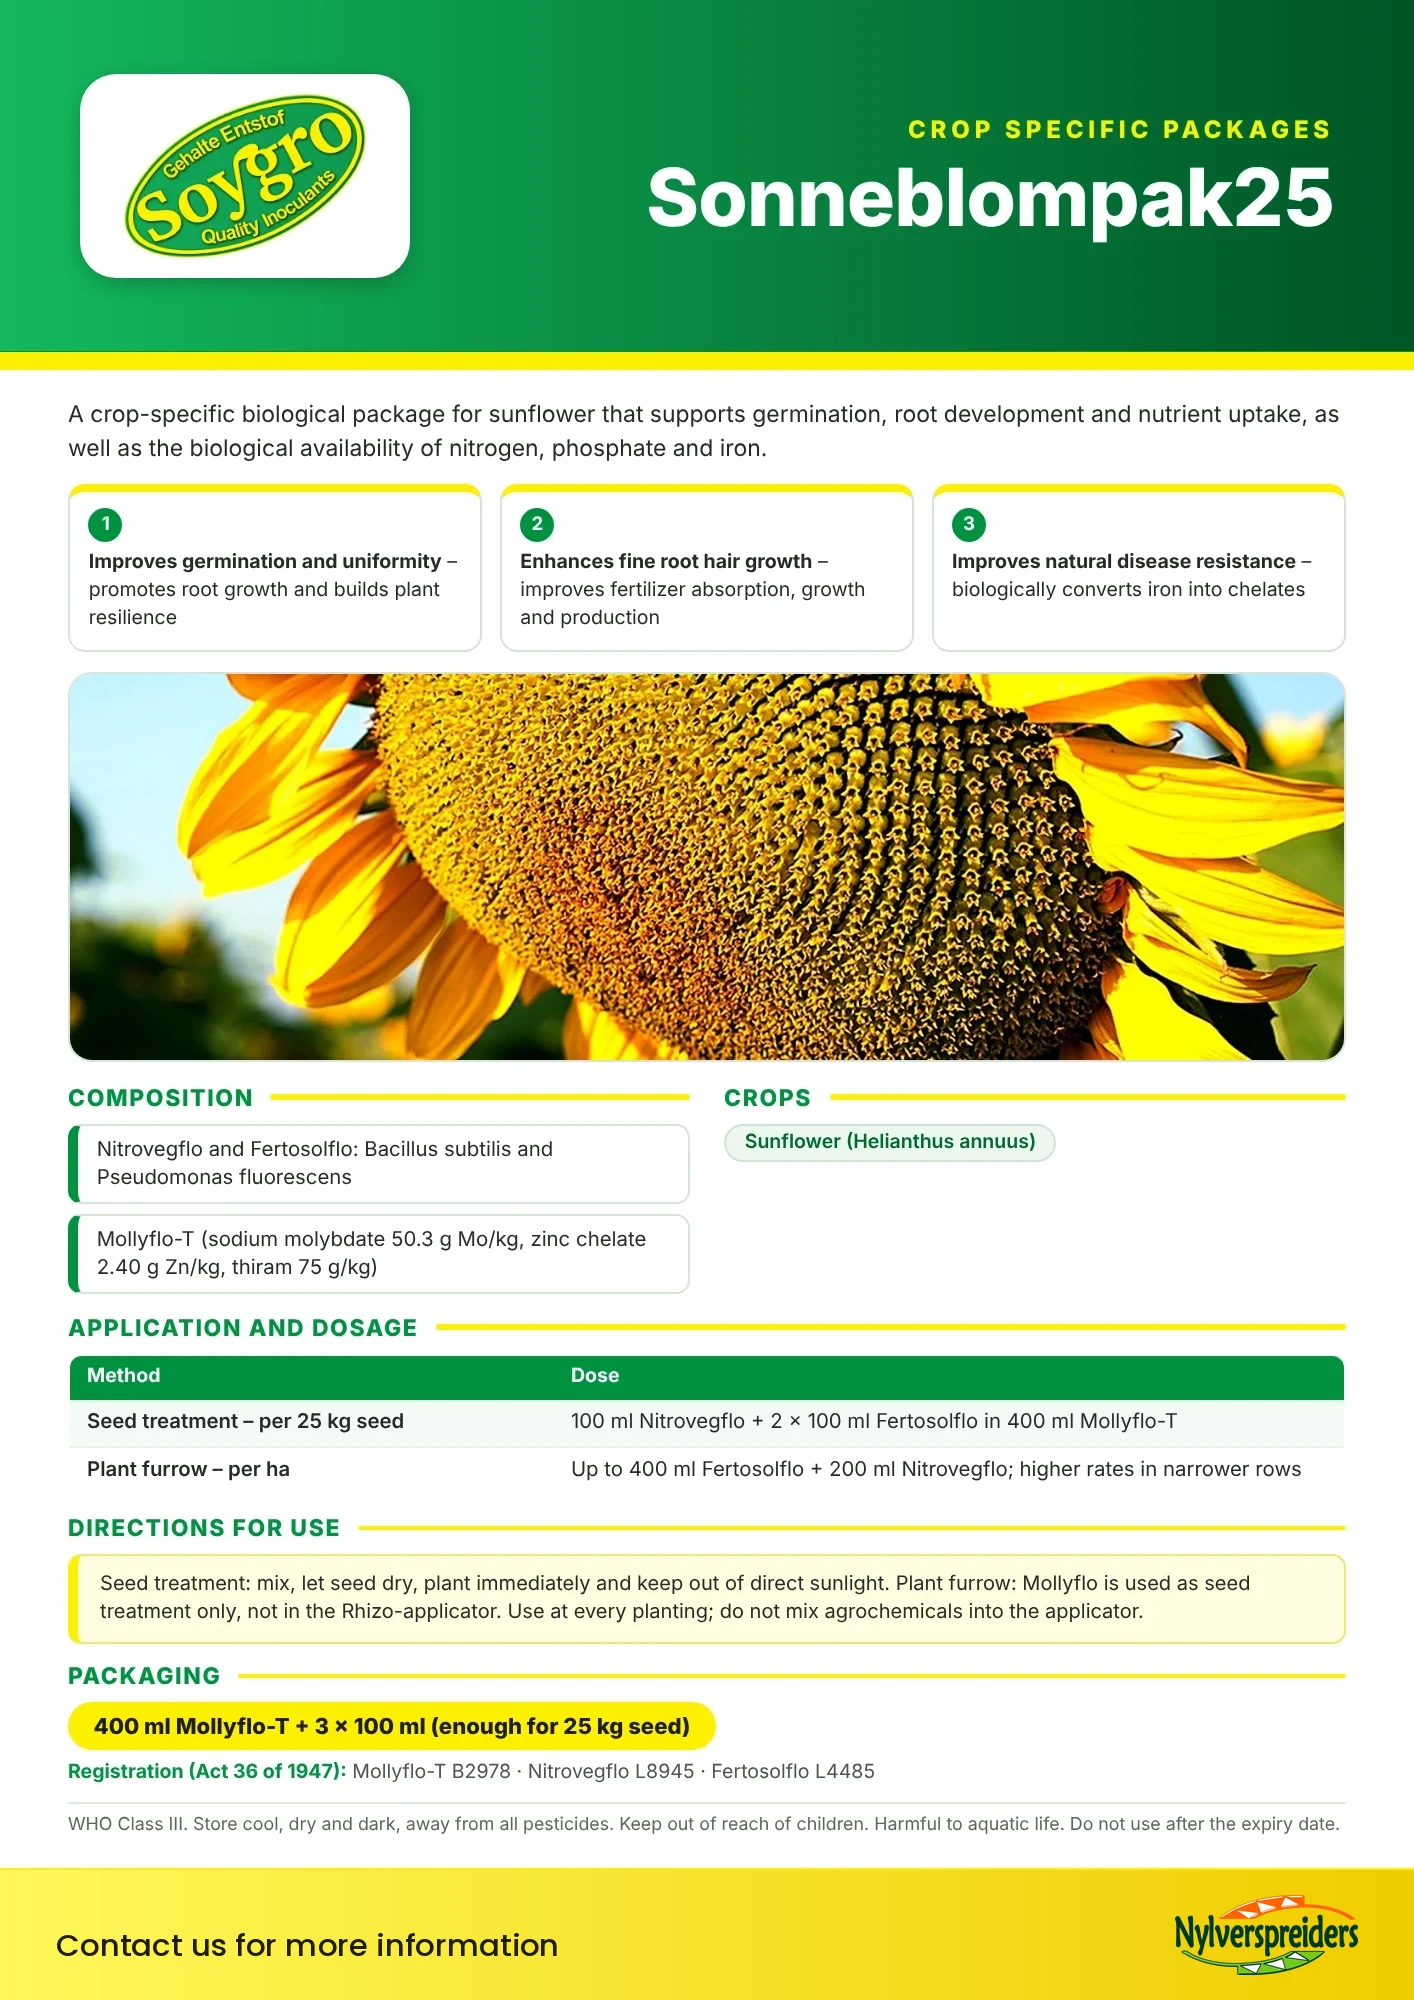 Gehalte Entstof
Soygro
Quality Inoculants
CROP SPECIFIC PACKAGES
Sonneblompak25
A crop-specific biological package for sunflower that supports germination, root development and nutrient uptake, as
well as the biological availability of nitrogen, phosphate and iron.
1
Improves germination and uniformity –
promotes root growth and builds plant
resilience
2
Enhances fine root hair growth –
improves fertilizer absorption, growth
and production
3
Improves natural disease resistance –
biologically converts iron into chelates
COMPOSITION
Nitrovegflo and Fertosolflo: Bacillus subtilis and
Pseudomonas fluorescens
Mollyflo-T (sodium molybdate 50.3 g Mo/kg, zinc chelate
2.40 g Zn/kg, thiram 75 g/kg)
CROPS
Sunflower (Helianthus annuus)
APPLICATION AND DOSAGE
Method Dose
Seed treatment – per 25 kg seed 100 ml Nitrovegflo + 2 × 100 ml Fertosolflo in 400 ml Mollyflo-T
Plant furrow – per ha Up to 400 ml Fertosolflo + 200 ml Nitrovegflo; higher rates in narrower rows
DIRECTIONS FOR USE
Seed treatment: mix, let seed dry, plant immediately and keep out of direct sunlight. Plant furrow: Mollyflo is used as seed
treatment only, not in the Rhizo-applicator. Use at every planting; do not mix agrochemicals into the applicator.
PACKAGING
400 ml Mollyflo-T + 3 × 100 ml (enough for 25 kg seed)
Registration (Act 36 of 1947): Mollyflo-T B2978 · Nitrovegflo L8945 · Fertosolflo L4485
WHO Class III. Store cool, dry and dark, away from all pesticides. Keep out of reach of children. Harmful to aquatic life. Do not use after the expiry date.
Contact us for more information
Nylverspreiders